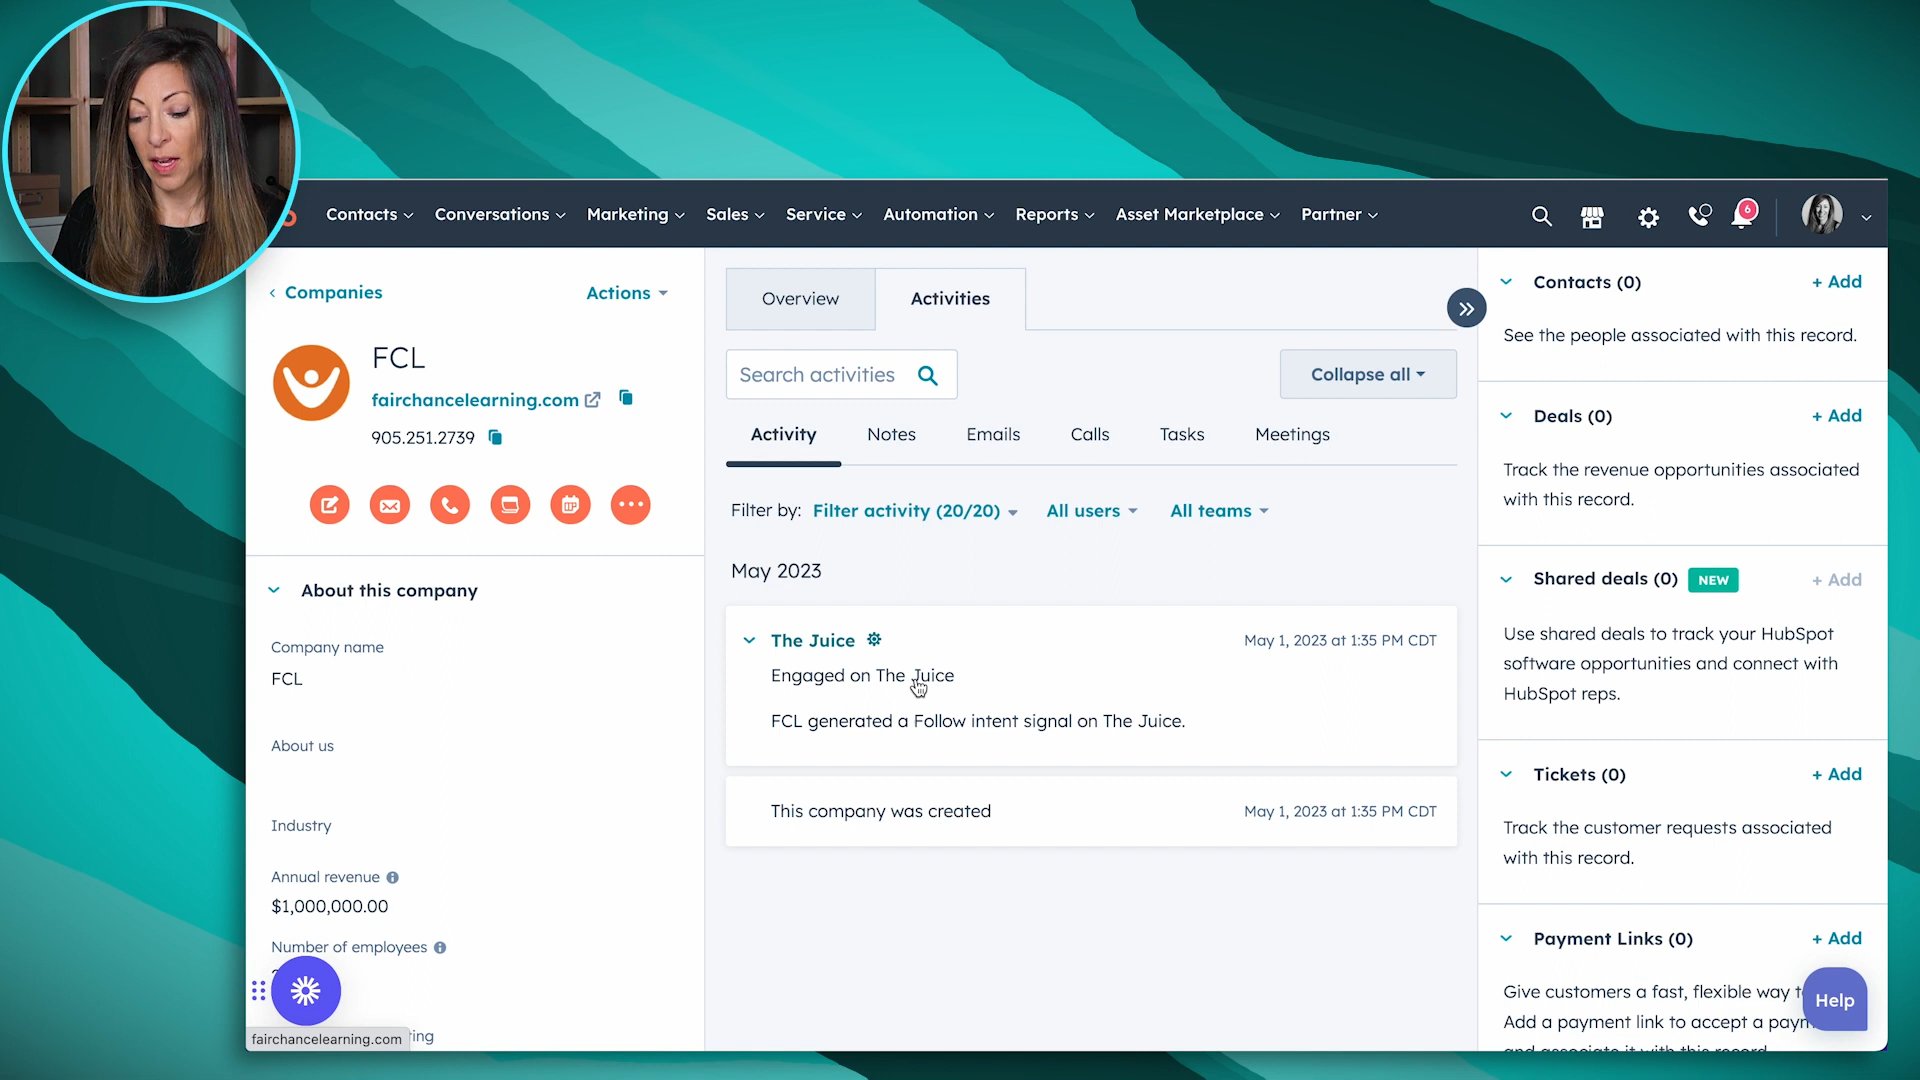 Contacts
Conversations
Marketing
Sales
Service
Automation
Reports
Asset Marketplace
Partner
6
Companies
Actions
FCL
fairchancelearning.com
905.251.2739
About this company
Company name
FCL
About us
Industry
Annual revenue
$1,000,000.00
Number of employees
fairchancelearning.com
Overview
Activities
Search activities
Collapse all
Activity
Notes
Emails
Calls
Tasks
Meetings
Filter by: Filter activity (20/20) All users All teams
May 2023
The Juice
May 1, 2023 at 1:35 PM CDT
Engaged on The Juice
FCL generated a Follow intent signal on The Juice.
This company was created
May 1, 2023 at 1:35 PM CDT
Contacts (0)
+ Add
See the people associated with this record.
Deals (0)
+ Add
Track the revenue opportunities associated
with this record.
Shared deals (0) NEW
+ Add
Use shared deals to track your HubSpot
software opportunities and connect with
HubSpot reps.
Tickets (0)
+ Add
Track the customer requests associated
with this record.
Payment Links (0)
+ Add
Give customers a fast, flexible way
Add a payment link to accept a
and associate it with this record
Help